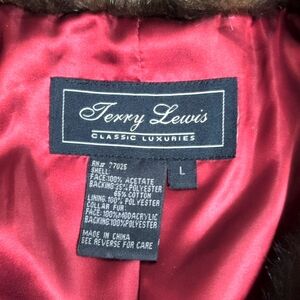 Terry Lewis
CLASSIC LUXURIES
L
RN# 77025
SHELL:
FACE:100% ACETATE
BACKING:35% POLYESTER
65% COTTON
LINING:100% POLYESTER
COLLAR FUR
FACE:100%MODACRYLIC
BACKING:100%POLYESTER
MADE IN CHINA
SEE REVERSE FOR CARE